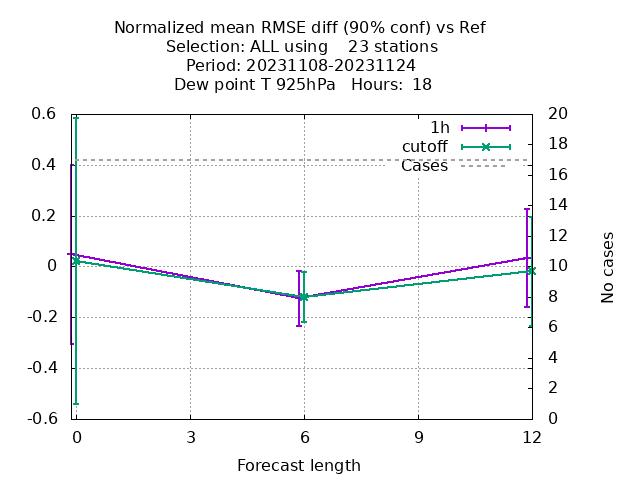 Normalized mean RMSE diff (90% conf) vs Ref
Selection: ALL using    23 stations
Period: 20231108-20231124
Dew point T 925hPa   Hours:  18
0.6
0.4
0.2
0
-0.2
-0.4
-0.6
20
18
16
14
12
10
8
6
4
2
0
1h
cutoff
Cases
No cases
0
3
6
9
12
Forecast length